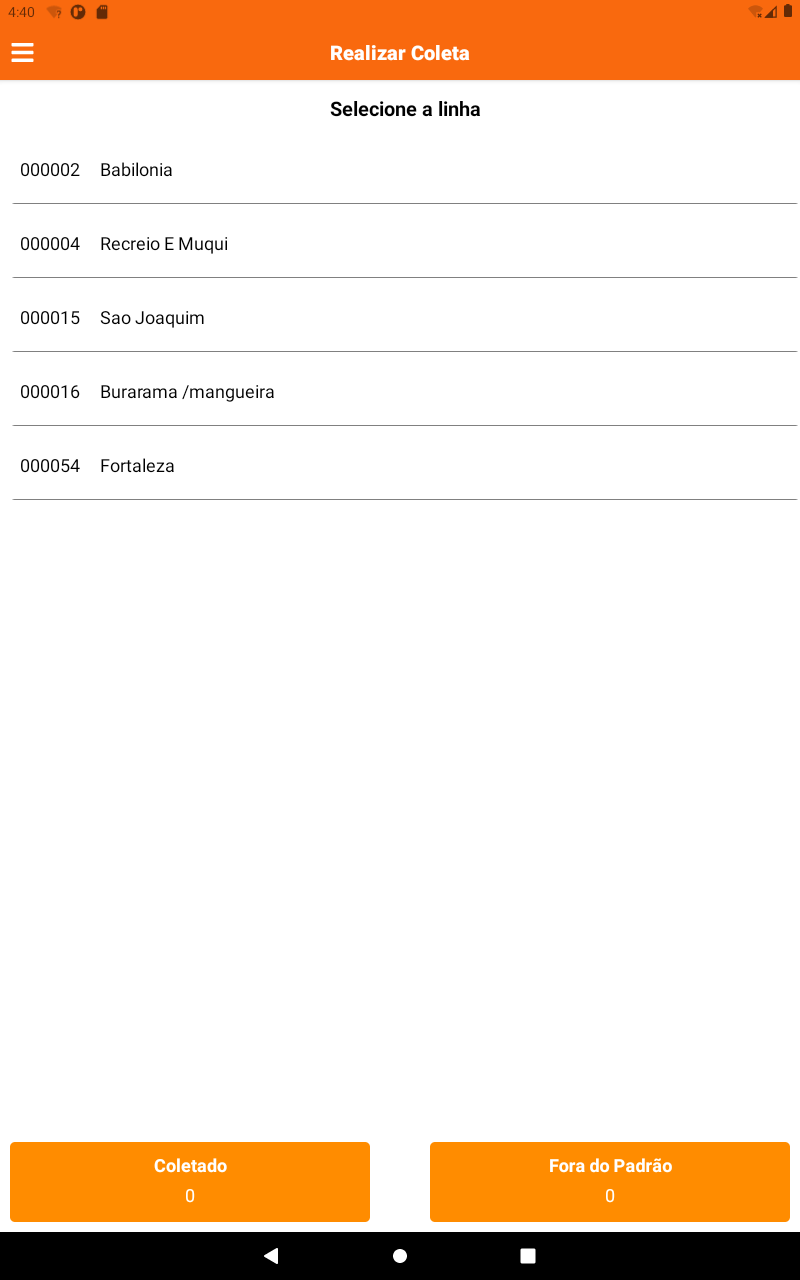 4:40
Realizar Coleta
Selecione a linha
000002 Babilonia
000004 Recreio E Muqui
000015 Sao Joaquim
000016 Burarama /mangueira
000054 Fortaleza
Coletado
0
Fora do Padrão
0